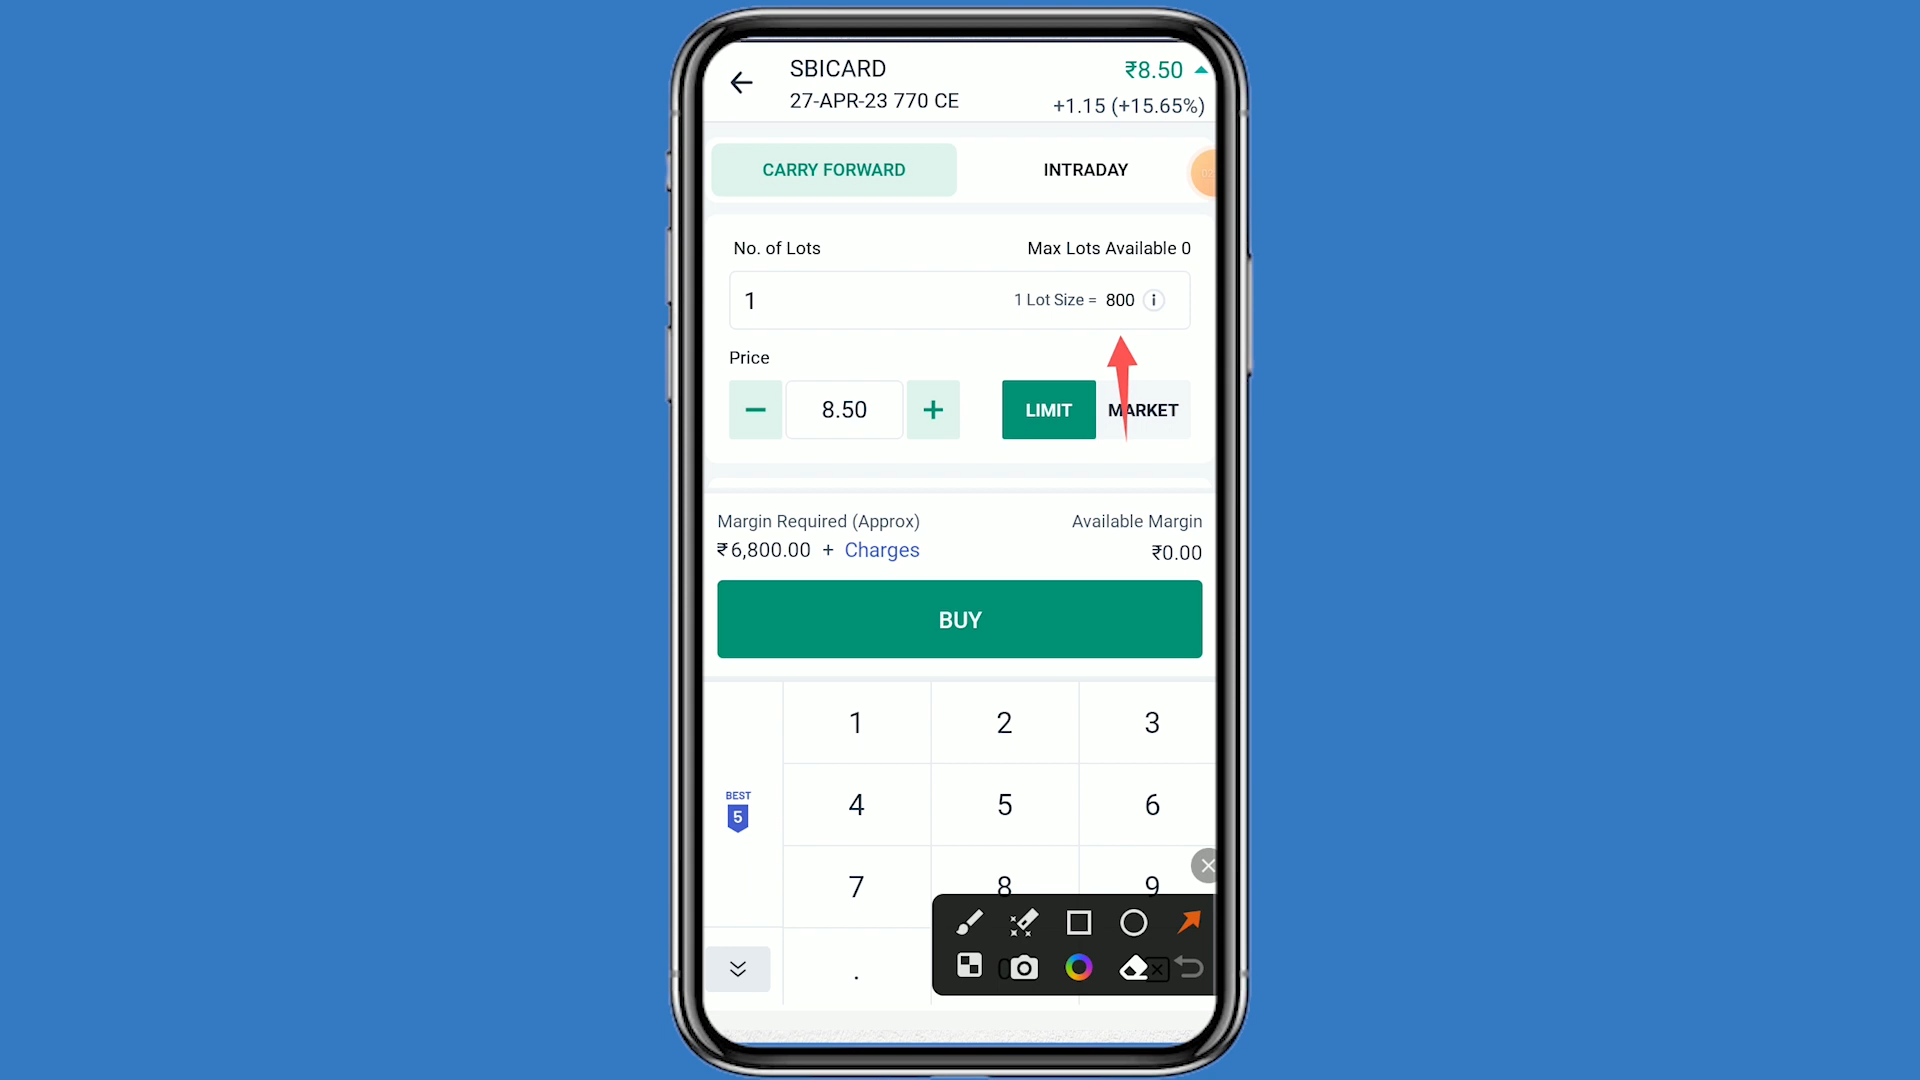 SBICARD
₹8.50
27-APR-23 770 CE
+1.15 (+15.65%)
CARRY FORWARD
INTRADAY
No. of Lots
Max Lots Available 0
1
1 Lot Size = 800
Price
8.50
LIMIT
MARKET
Margin Required (Approx)
Available Margin
₹6,800.00 + Charges
₹0.00
BUY
1
2
3
BEST
5
4
5
6
7
8
9
.